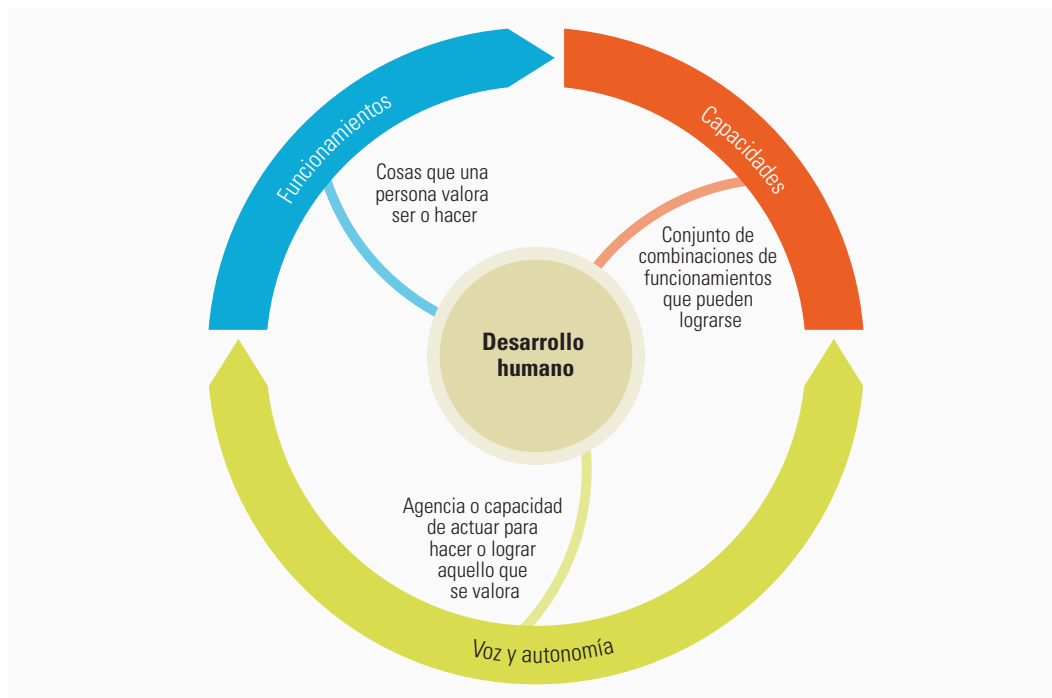 Funcionamientos
Cosas que una
persona valora
ser o hacer
Capacidades
Conjunto de
combinaciones de
funcionamientos
que pueden
lograrse
Desarrollo
humano
Agencia o capacidad
de actuar para
hacer o lograr
aquello que
se valora
Voz y autonomía